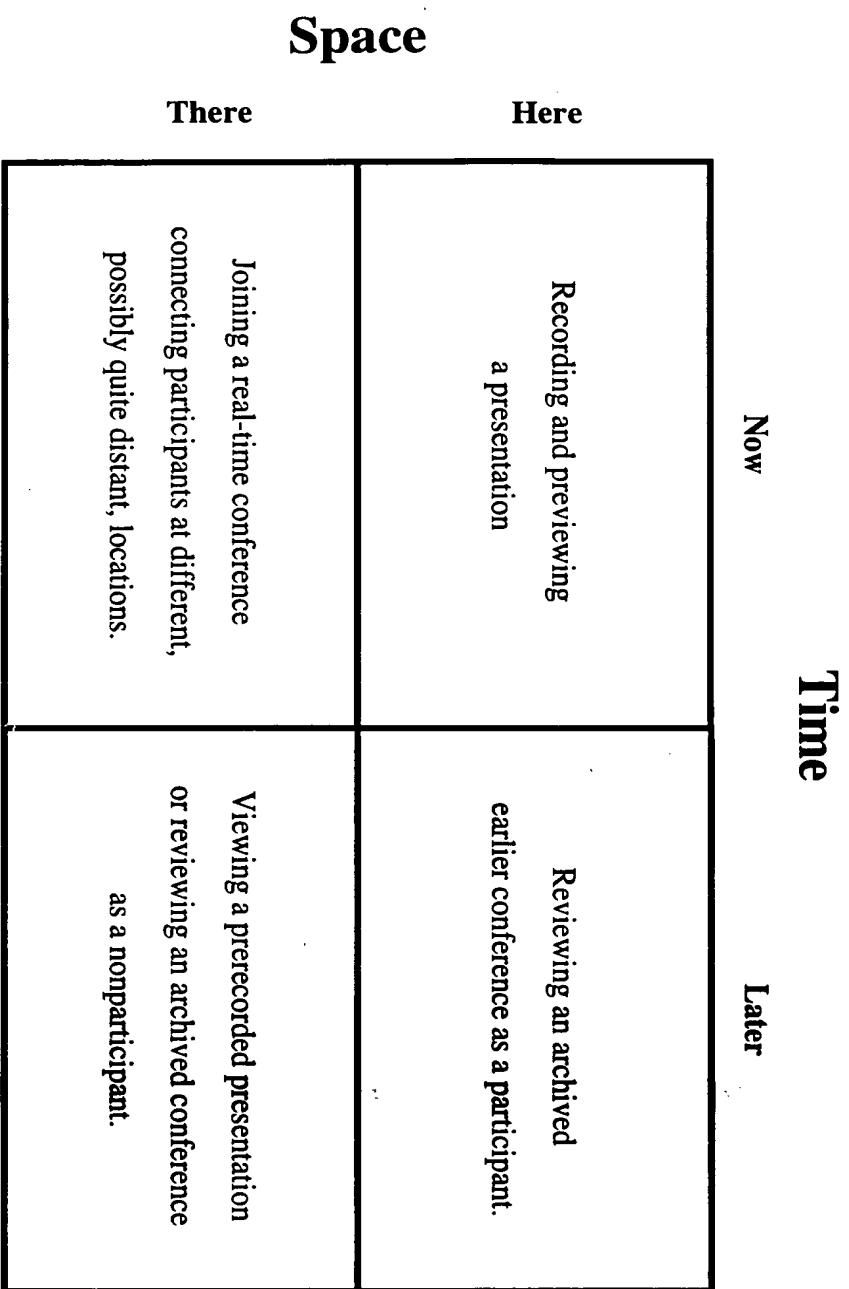 Time
Now
Later
Space
Here
There
Recording and previewing
a presentation
Reviewing an archived
earlier conference as a participant.
Joining a real-time conference
connecting participants at different,
possibly quite distant, locations.
Viewing a prerecorded presentation
or reviewing an archived conference
as a nonparticipant.